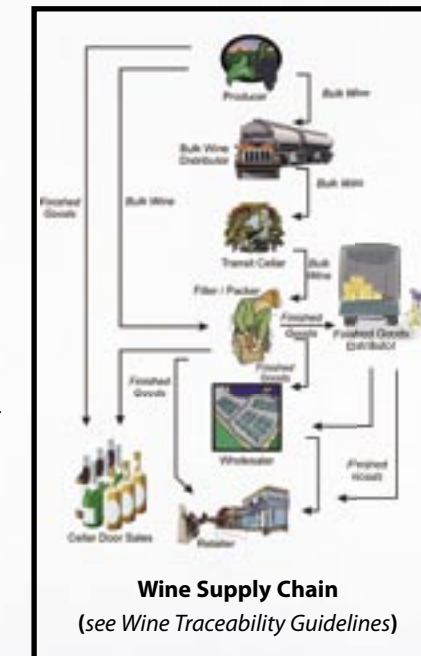 Producer
Bulk Wine
Bulk Wine
Distributor
Bulk Wine
Finished
Goods
Bulk Wine
Transit Cellar
Bulk
Wine
Filler / Packer
Finished
Goods
Finished Goods
Distributor
Finished
Goods
Finished
Goods
Wholesaler
Finished
Goods
Cellar Door Sales
Retailer
Wine Supply Chain
(see Wine Traceability Guidelines)